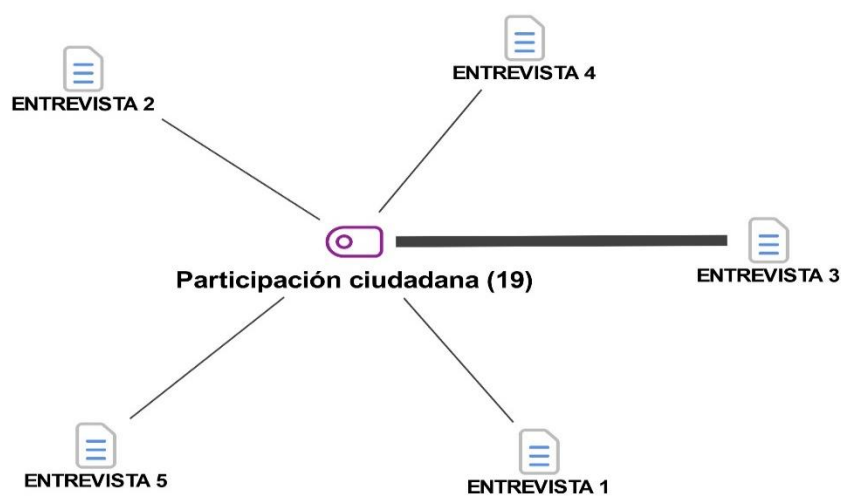 ENTREVISTA 4
ENTREVISTA 2
ENTREVISTA 3
Participación ciudadana (19)
ENTREVISTA 5
ENTREVISTA 1